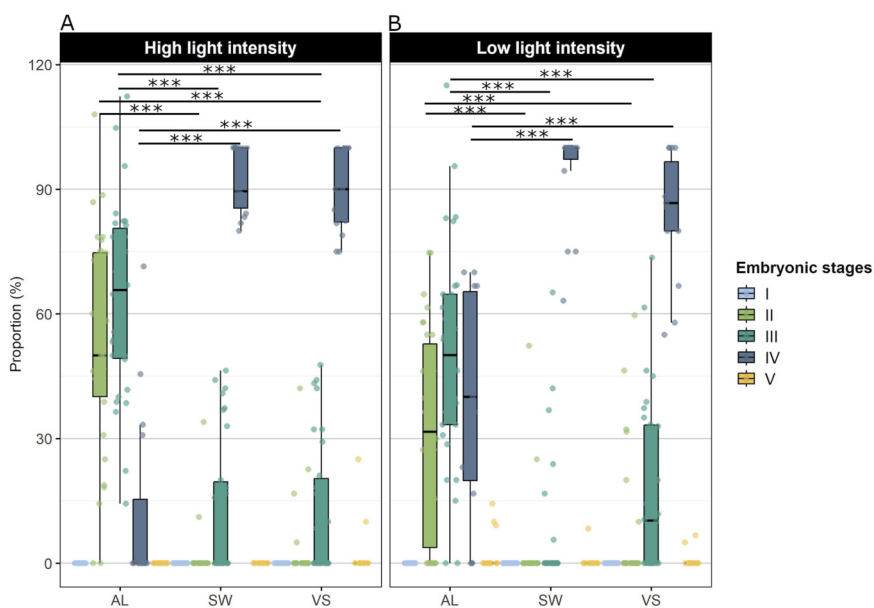 A B
High light intensity Low light intensity
120
*** ***
*** ***
*** ***
*** ***
*** ***
*** ***
90
60
30
0
Proportion (%)
AL SW VS AL SW VS
Embryonic stages
I
II
III
IV
V